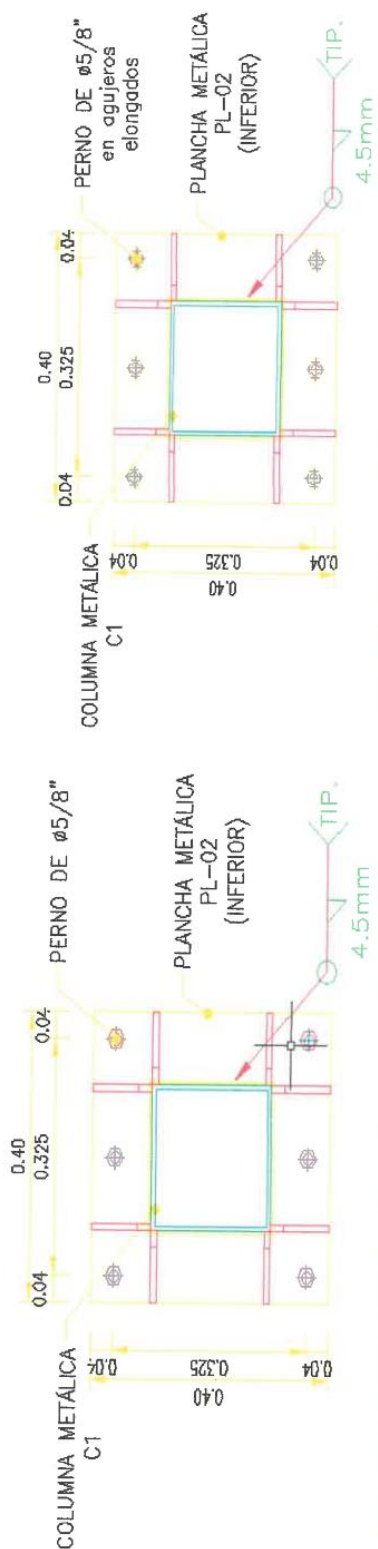 COLUMNA METÁLICA
C1
0.40
0.04
0.325
0.04
PERNO DE ø5/8"
PLANCHA METÁLICA
PL-02
(INFERIOR)
0.04
0.325
0.40
0.04
4.5mm
TIP.
COLUMNA METÁLICA
C1
0.40
0.04
0.325
0.04
PERNO DE ø5/8"
en agujeros
elongados
PLANCHA METÁLICA
PL-02
(INFERIOR)
0.04
0.325
0.40
0.04
4.5mm
TIP.